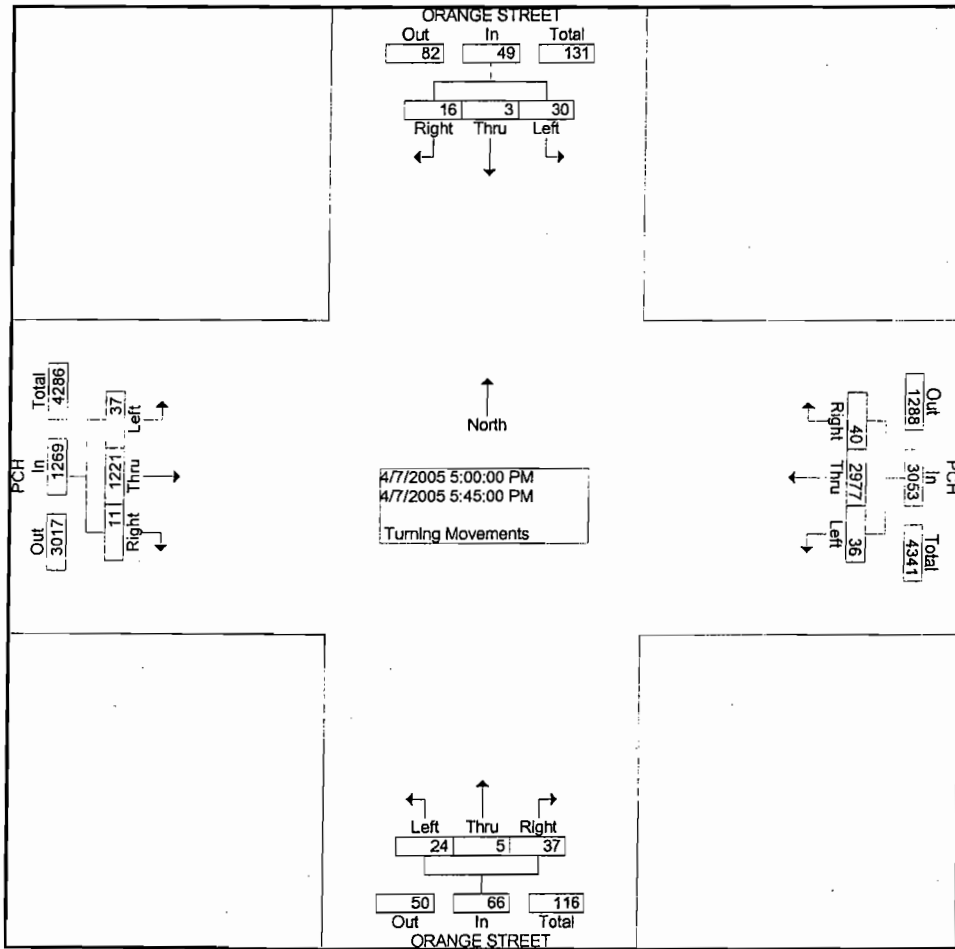 ORANGE STREET
Out In Total
82 49 131
16 3 30
Right Thru Left
PCH
Total In Out
4286 1269 3017
37 1221 11
Left Thru Right
North
4/7/2005 5:00:00 PM
4/7/2005 5:45:00 PM
Turning Movements
Right Thru Left
40 2977 36
1288 3053 4341
Out In Total
PCH
Left Thru Right
24 5 37
50 66 116
Out In Total
ORANGE STREET